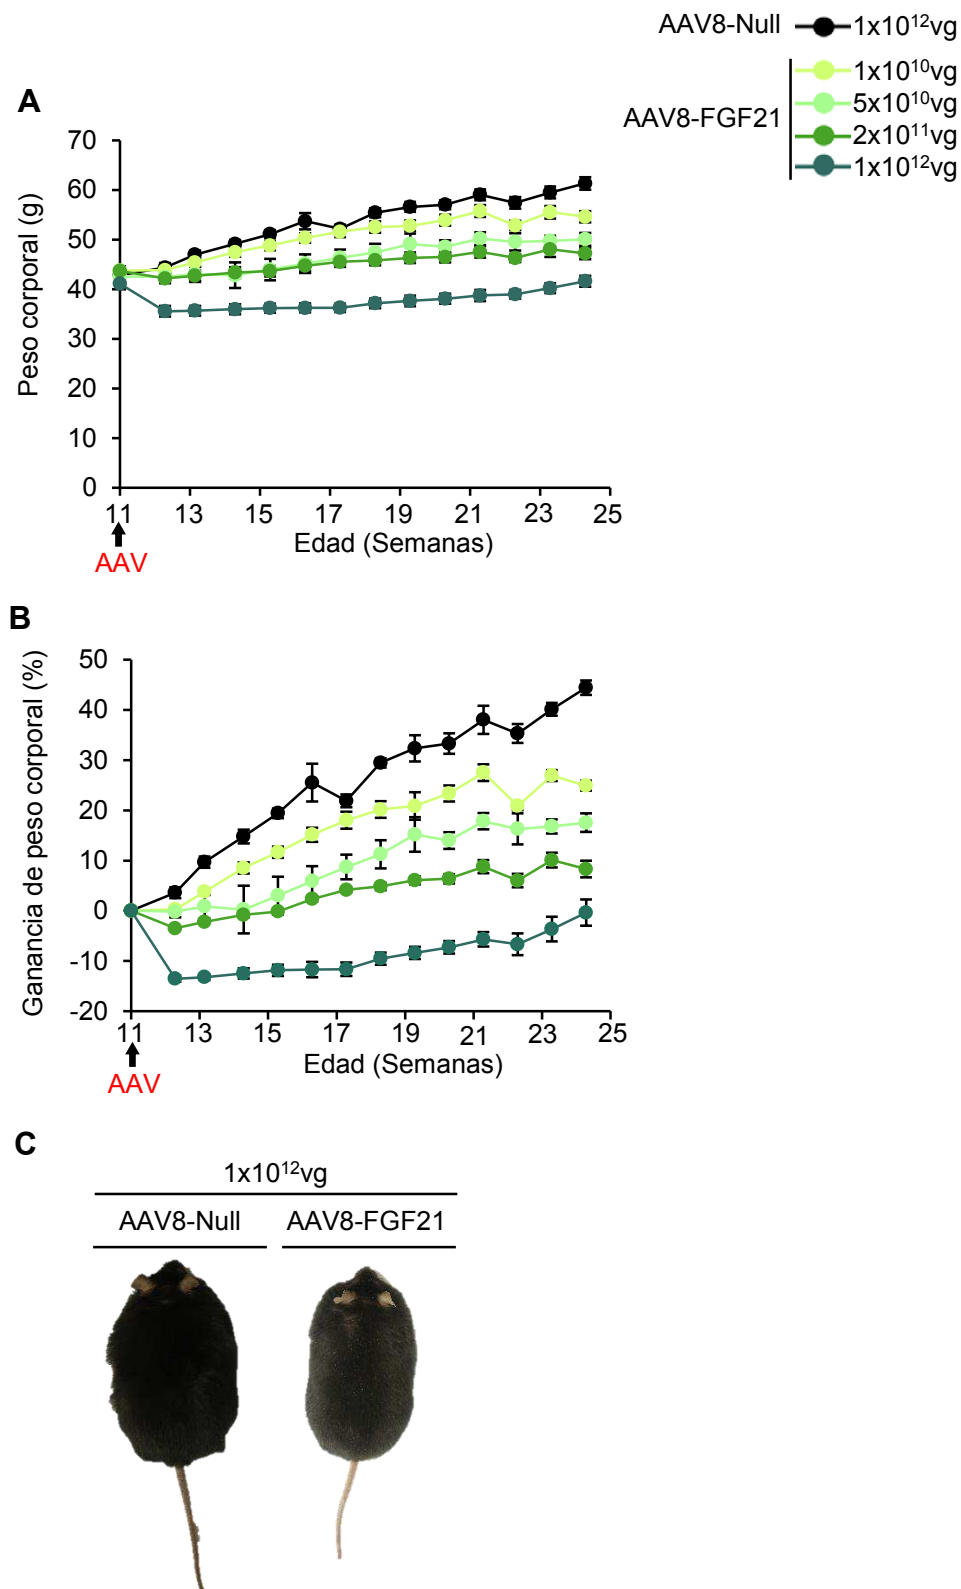 AAV8-Null 1x10¹²vg
AAV8-FGF21
1x10¹⁰vg
5x10¹⁰vg
2x10¹¹vg
1x10¹²vg
A
Peso corporal (g)
70
60
50
40
30
20
10
0
11 13 15 17 19 21 23 25
Edad (Semanas)
AAV
B
Ganancia de peso corporal (%)
50
40
30
20
10
0
-10
-20
11 13 15 17 19 21 23 25
Edad (Semanas)
AAV
C
1x10¹²vg
AAV8-Null AAV8-FGF21